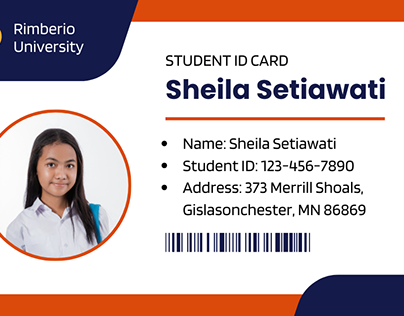 Rimberio
University
STUDENT ID CARD
Sheila Setiawati
• Name: Sheila Setiawati
• Student ID: 123-456-7890
• Address: 373 Merrill Shoals,
Gislasonchester, MN 86869